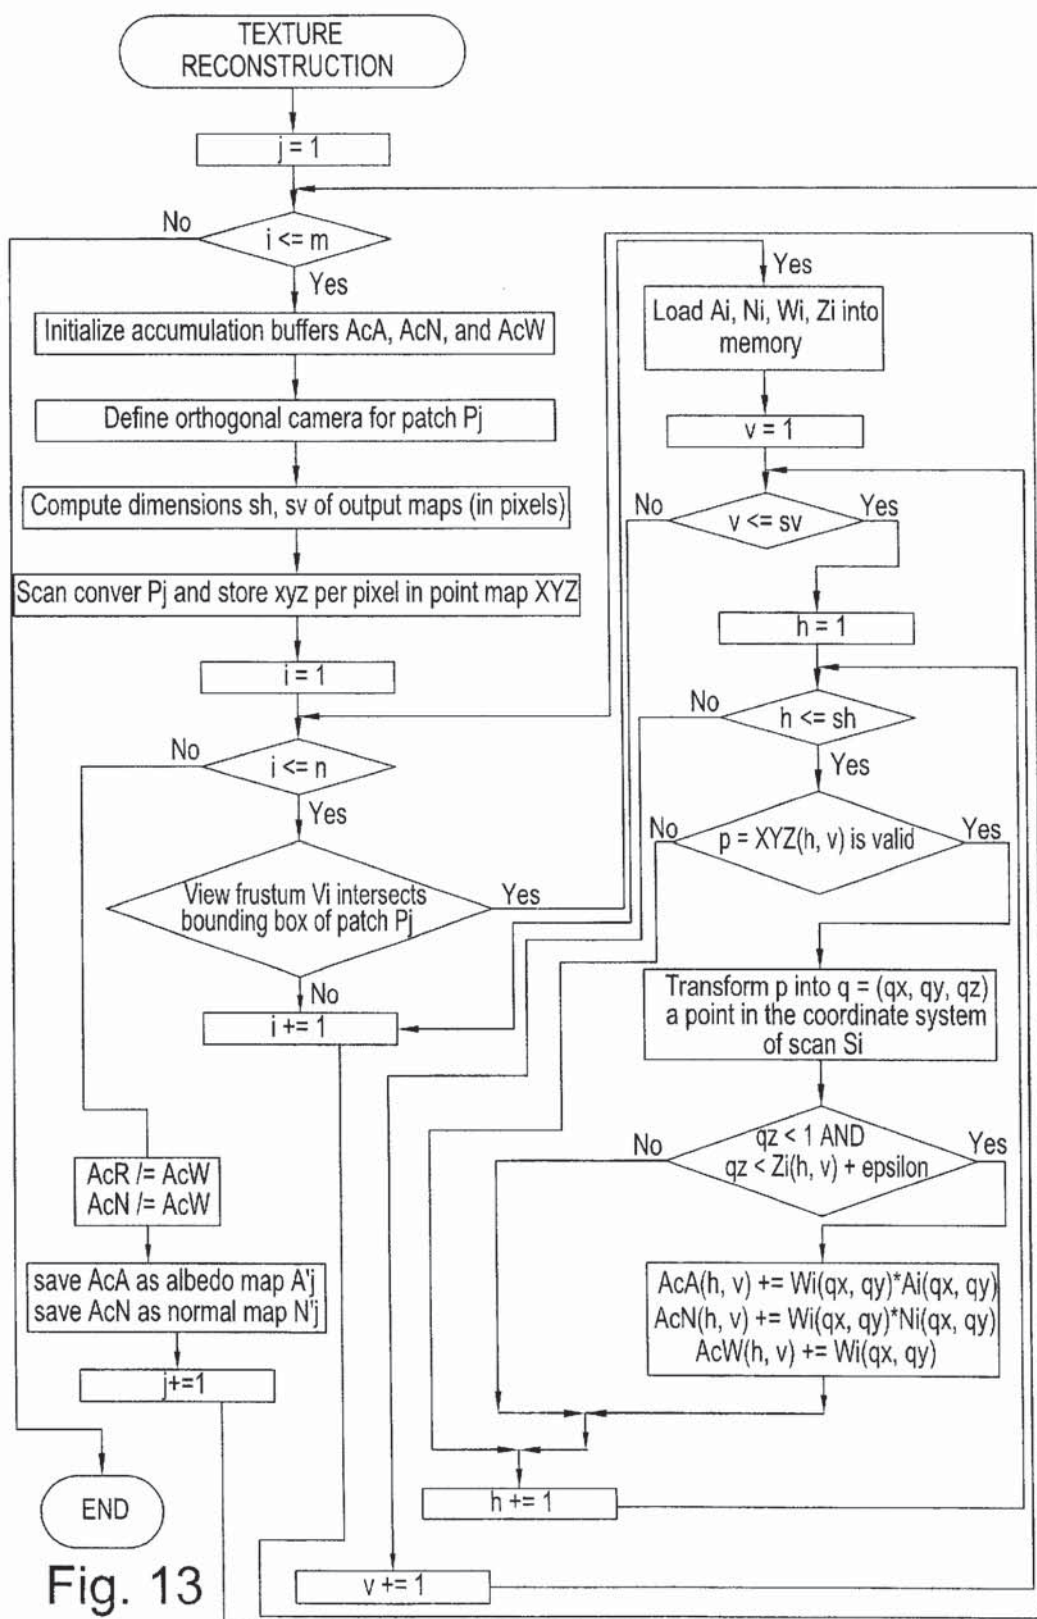 TEXTURE
RECONSTRUCTION
j = 1
No
i <= m
Yes
Initialize accumulation buffers AcA, AcN, and AcW
Define orthogonal camera for patch Pj
Compute dimensions sh, sv of output maps (in pixels)
Scan conver Pj and store xyz per pixel in point map XYZ
i = 1
No
i <= n
Yes
View frustum Vi intersects
bounding box of patch Pj
Yes
No
i += 1
AcR /= AcW
AcN /= AcW
save AcA as albedo map A'j
save AcN as normal map N'j
j+=1
END
Yes
Load Ai, Ni, Wi, Zi into
memory
v = 1
No
v <= sv
Yes
h = 1
No
h <= sh
Yes
No
p = XYZ(h, v) is valid
Yes
Transform p into q = (qx, qy, qz)
a point in the coordinate system
of scan Si
No
qz < 1 AND
qz < Zi(h, v) + epsilon
Yes
AcA(h, v) += Wi(qx, qy)*Ai(qx, qy)
AcN(h, v) += Wi(qx, qy)*Ni(qx, qy)
AcW(h, v) += Wi(qx, qy)
h += 1
v += 1
Fig. 13